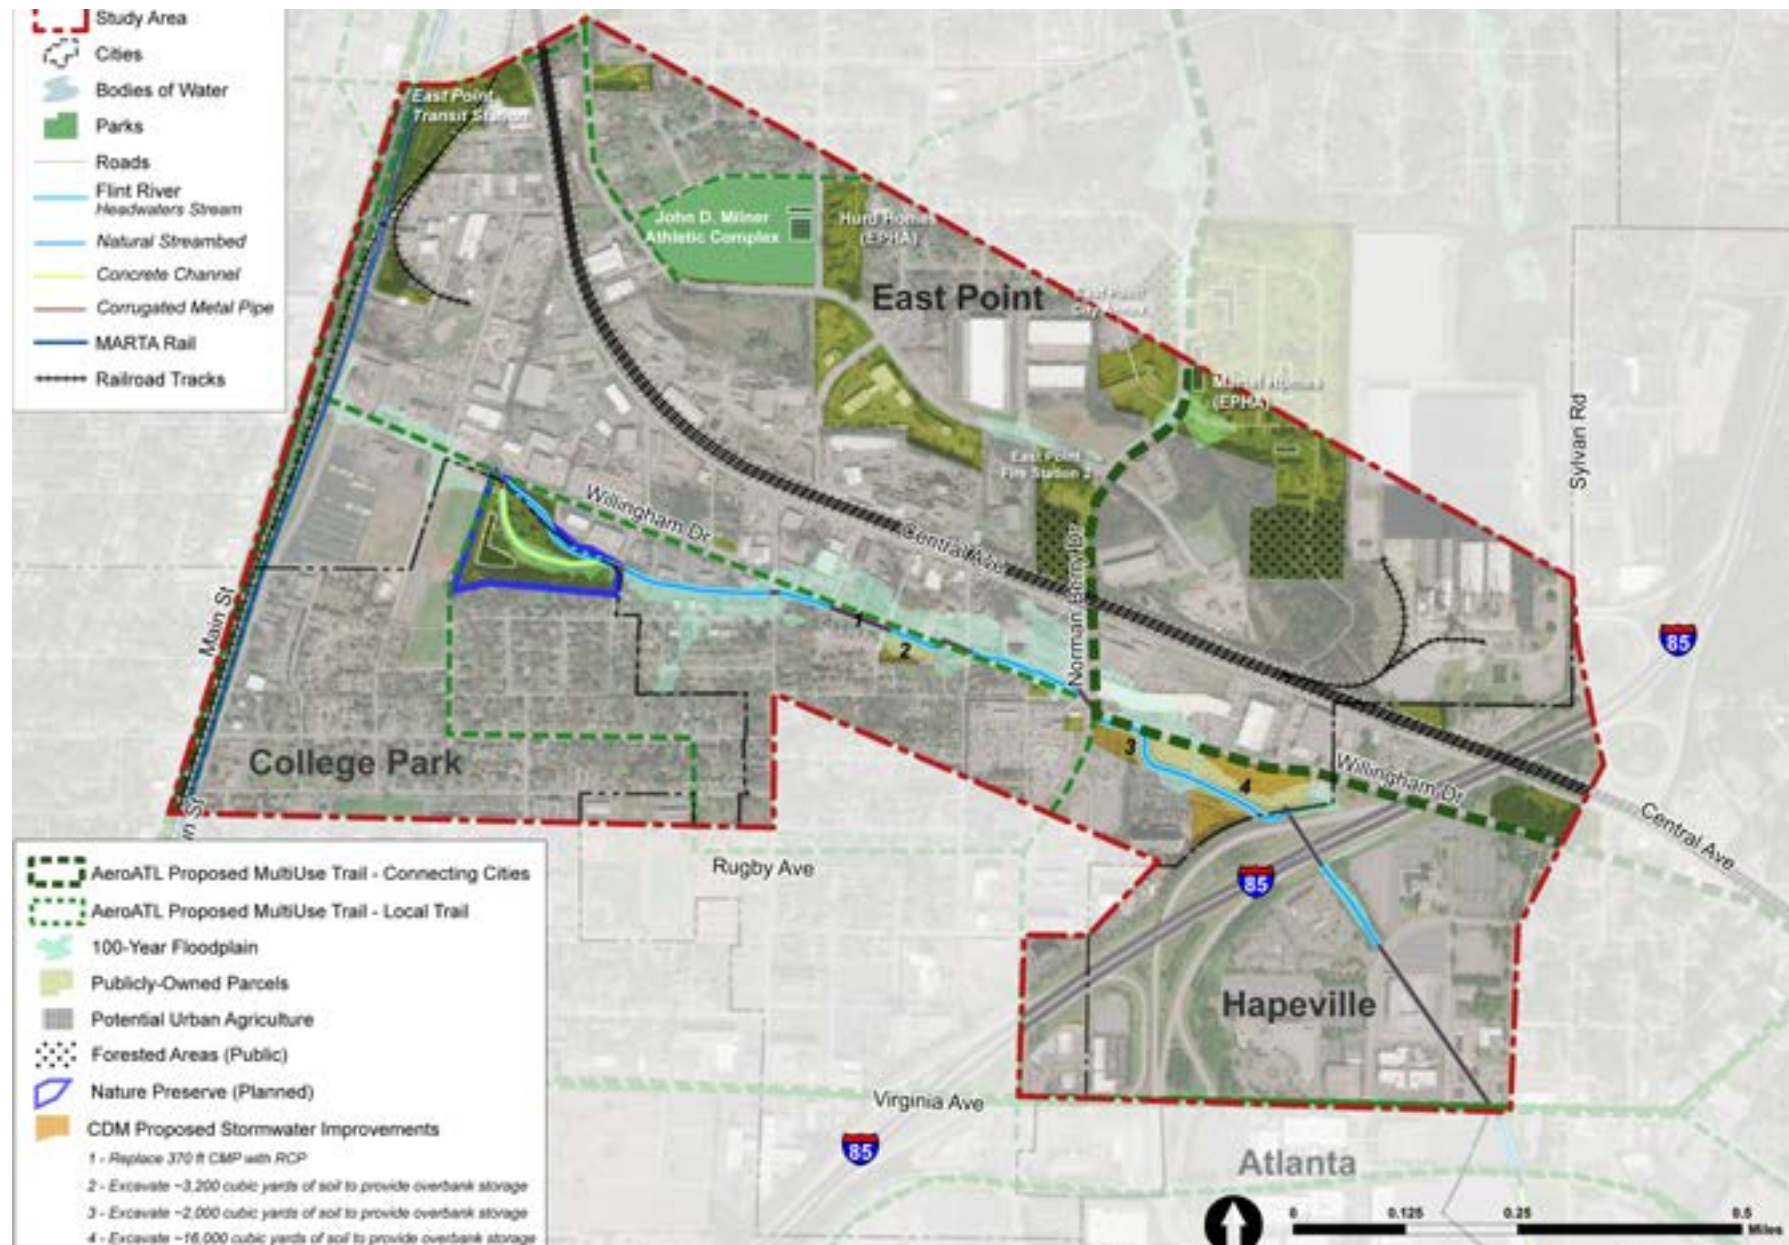 Study Area
Cities
Bodies of Water
Parks
Roads
Flint River
Headwaters Stream
Natural Streambed
Concrete Channel
Corrugated Metal Pipe
MARTA Rail
Railroad Tracks
East Point
Transit Station
John D. Milner
Athletic Complex
Hurd Homes
(EPHA)
East Point
East Point
City Annex
Martel Homes
(EPHA)
East Point
Fire Station 3
Sylvan Rd
Willingham Dr
Central Ave
Norman Berry Dr
Main St
1
2
3
4
85
College Park
Willingham Dr
Central Ave
Rugby Ave
85
Hapeville
Virginia Ave
85
Atlanta
AeroATL Proposed MultiUse Trail - Connecting Cities
AeroATL Proposed MultiUse Trail - Local Trail
100-Year Floodplain
Publicly-Owned Parcels
Potential Urban Agriculture
Forested Areas (Public)
Nature Preserve (Planned)
CDM Proposed Stormwater Improvements
1 - Replace 370 ft CMP with RCP
2 - Excavate ~3,200 cubic yards of soil to provide overbank storage
3 - Excavate ~2,000 cubic yards of soil to provide overbank storage
4 - Excavate ~16,000 cubic yards of soil to provide overbank storage
0 0.125 0.25 0.5
Miles